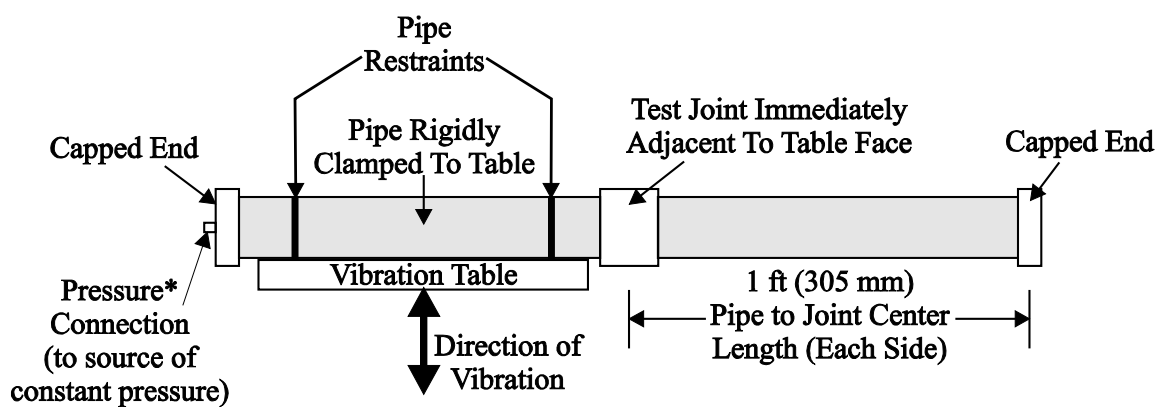 Pipe
Restraints
Test Joint Immediately
Adjacent To Table Face
Pipe Rigidly
Clamped To Table
Capped End
Capped End
Vibration Table
Pressure*
Connection
(to source of
constant pressure)
1 ft (305 mm)
Pipe to Joint Center
Length (Each Side)
Direction of
Vibration